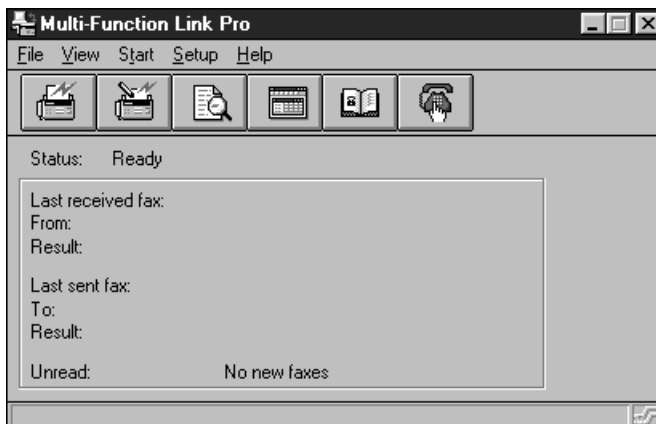 Multi-Function Link Pro
File View Start Setup Help
Status: Ready
Last received fax:
From:
Result:
Last sent fax:
To:
Result:
Unread: No new faxes